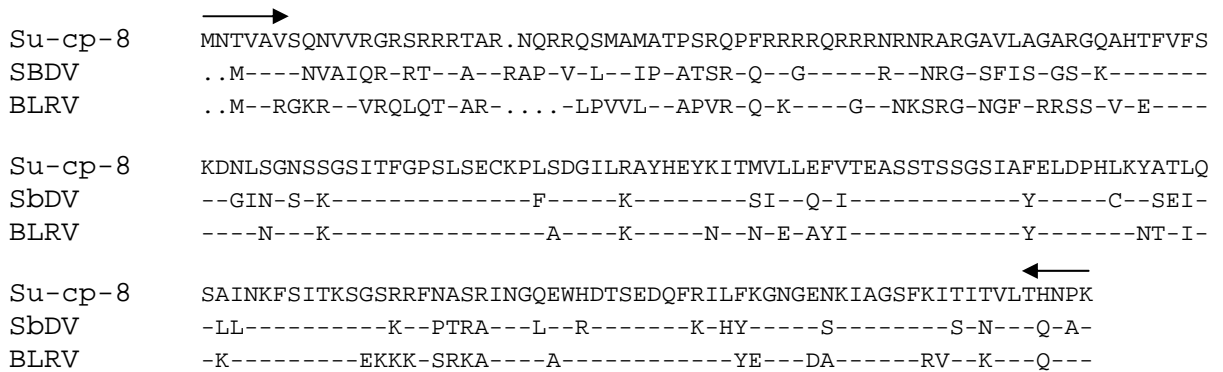 Su-cp-8 MNTVAVSQNVVRGRSRRRTAR.NQRRQSMAMATPSRQPFRRRRQRRRNRNRARGAVLAGARGQAHTFVFS
SBDV ..M----NVAIQR-RT--A--RAP-V-L--IP-ATSR-Q--G-----R--NRG-SFIS-GS-K-------
BLRV ..M--RGKR--VRQLQT-AR-....-LPVVL--APVR-Q-K----G--NKSRG-NGF-RRSS-V-E----
Su-cp-8 KDNLSGNSSGSITFGPSLSECKPLSDGILRAYHEYKITMVLLEFVTEASSTSSGSIAFELDPHLKYATLQ
SbDV --GIN-S-K--------------F-----K--------SI--Q-I------------Y-----C--SEI-
BLRV ----N---K---------------A----K----N--N-E-AYI------------Y-------NT-I-
Su-cp-8 SAINKFSITKSGSRRFNASRINGQEWHDTSEDQFRILFKGNGENKIAGSFKITITVLTHNPK
SbDV -LL----------K--PTRA---L--R-------K-HY----S--------S-N---Q-A-
BLRV -K---------EKKK-SRKA----A------------YE---DA------RV--K---Q---